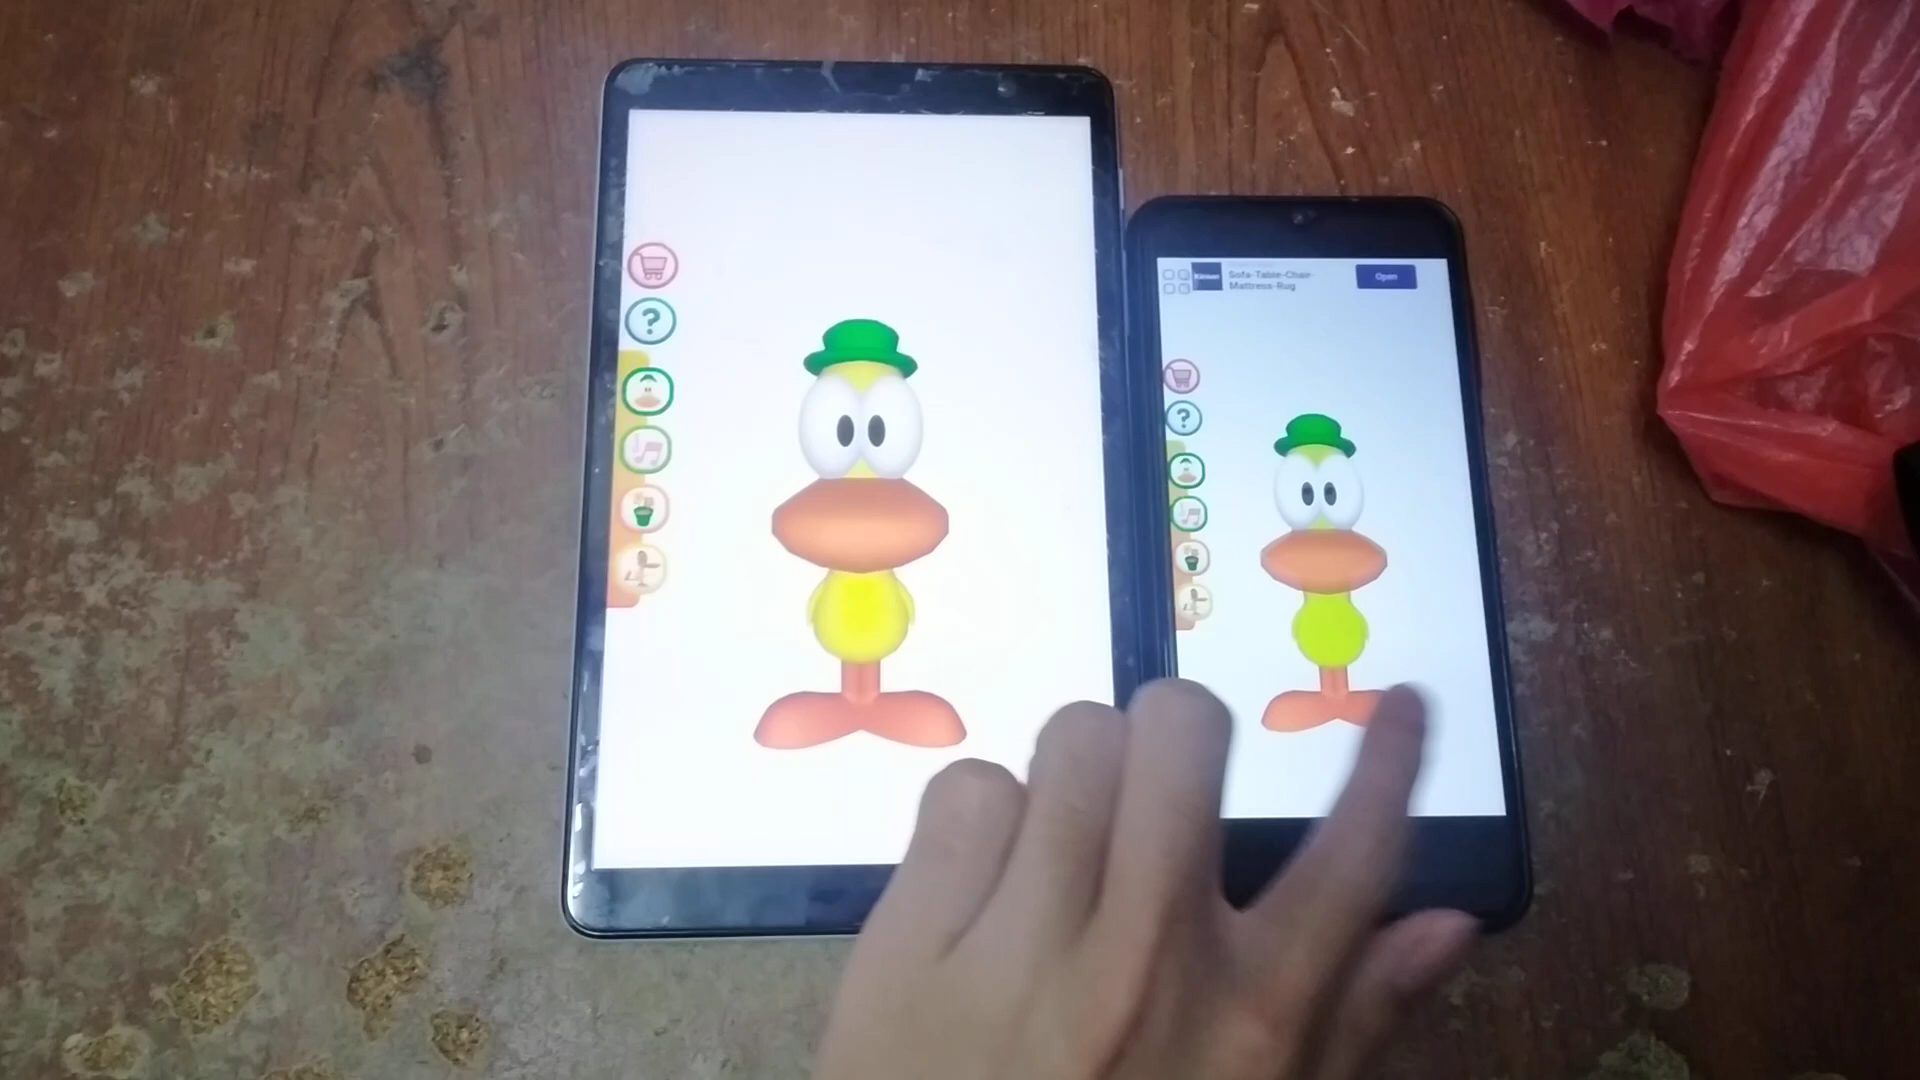 ?
Sofa-Table-Chair-
Mattress-Rug
Open
?